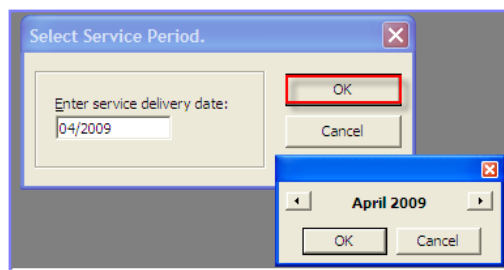 Select Service Period.
Enter service delivery date:
04/2009
OK
Cancel
April 2009
OK Cancel